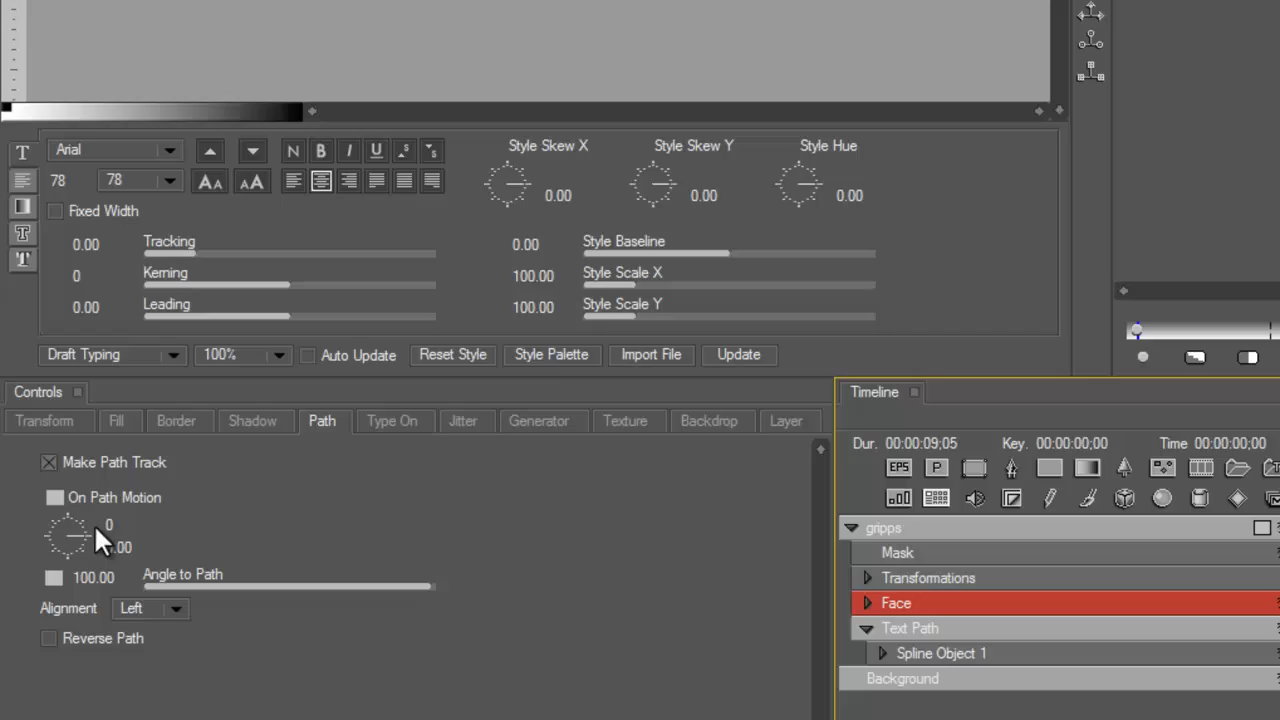 Style Skew X
Style Skew Y
Style Hue
T
Arial
N B I U
78
78
0.00
0.00
0.00
Fixed Width
0.00
Tracking
0.00
Style Baseline
0
Kerning
100.00
Style Scale X
0.00
Leading
100.00
Style Scale Y
Draft Typing
100%
Auto Update
Reset Style
Style Palette
Import File
Update
Controls
Transform
Fill
Border
Shadow
Path
Type On
Jitter
Generator
Texture
Backdrop
Layer
Make Path Track
On Path Motion
0
.00
100.00
Angle to Path
Alignment
Left
Reverse Path
Timeline
Dur. 00:00:09;05
Key. 00:00:00;00
Time 00:00:00;00
EPS
P
gripps
Mask
Transformations
Face
Text Path
Spline Object 1
Background